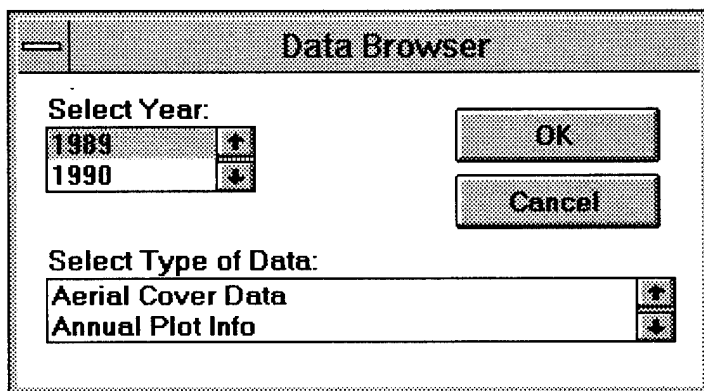 Data Browser
Select Year:
1989
1990
OK
Cancel
Select Type of Data:
Aerial Cover Data
Annual Plot Info